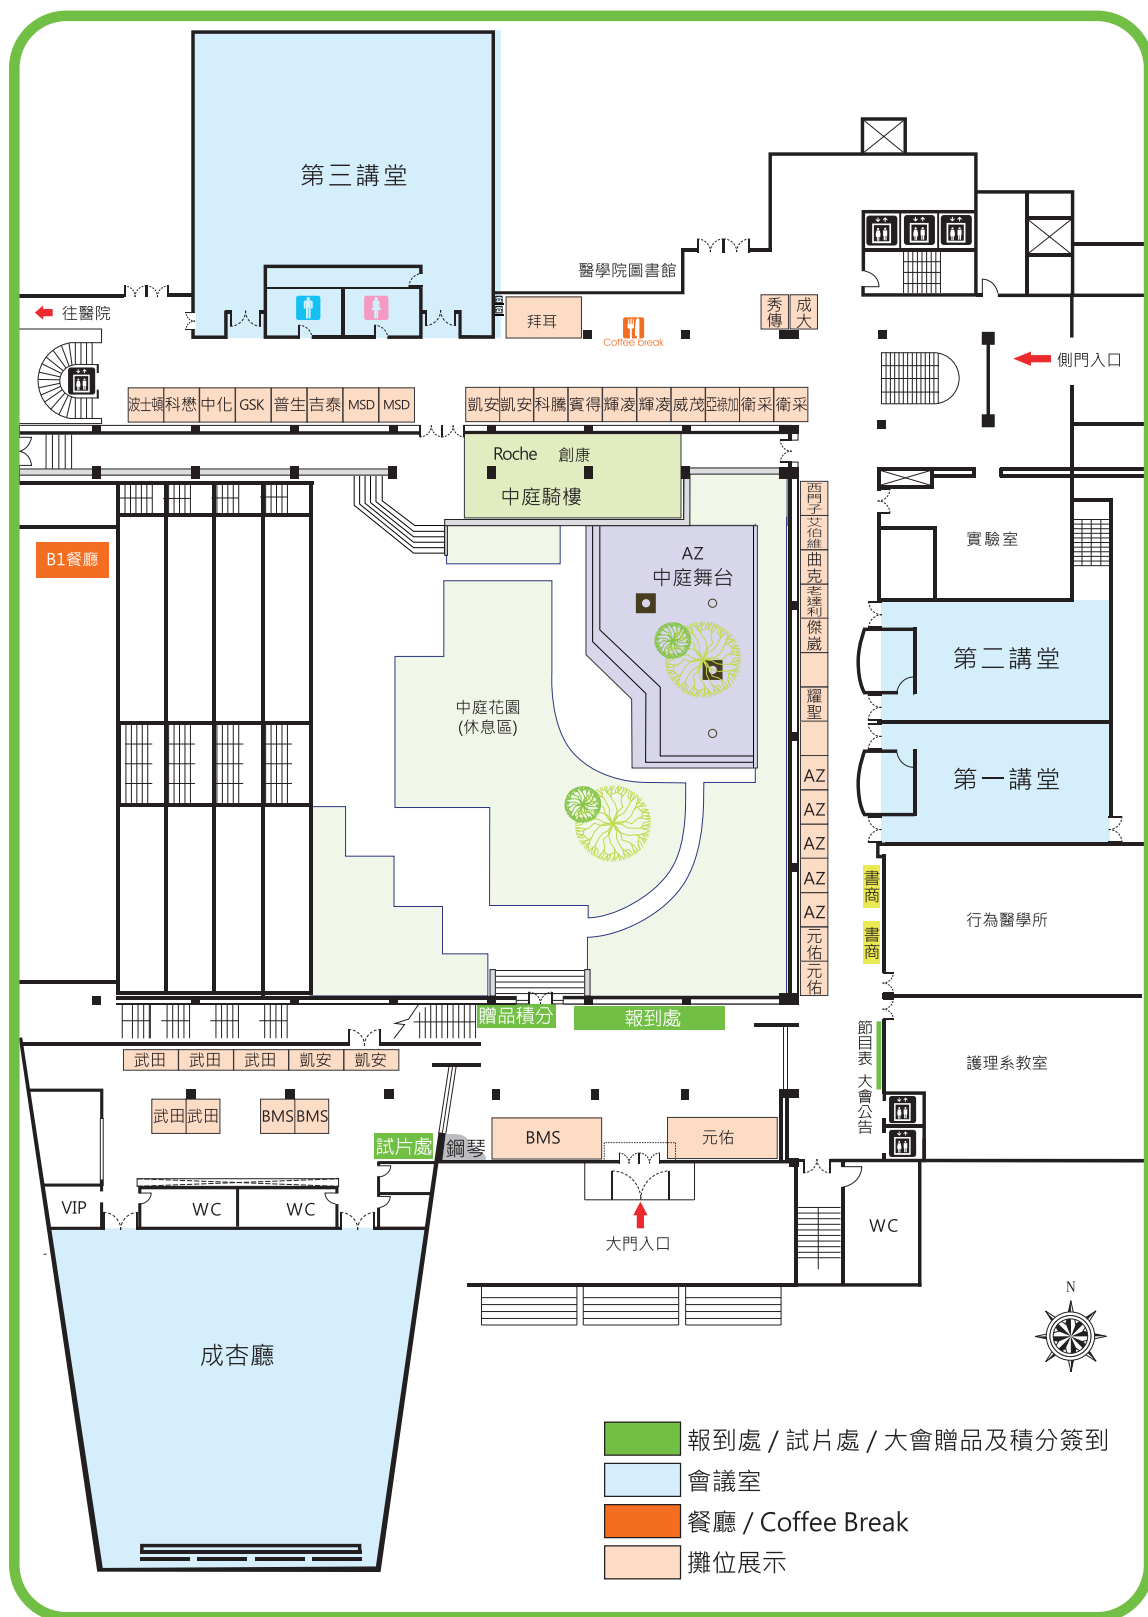 第三講堂
醫學院圖書館
往醫院
拜耳
Coffee break
秀傳
成大
側門入口
波士頓
科懋
中化
GSK
普生
吉泰
MSD
MSD
凱安
凱安
科騰
賓得
輝凌
輝凌
威茂
亞祿加
衛采
衛采
Roche 創康
中庭騎樓
西門子
艾伯維
曲克
老達利
傑崴
耀聖
AZ
AZ
AZ
AZ
AZ
元佑
元佑
B1餐廳
AZ
中庭舞台
實驗室
第二講堂
中庭花園
(休息區)
第一講堂
書商
書商
行為醫學所
贈品積分
報到處
節目表 大會公告
護理系教室
武田
武田
武田
凱安
凱安
武田
武田
BMS
BMS
試片處
鋼琴
BMS
元佑
VIP
WC
WC
WC
大門入口
成杏廳
N
報到處 / 試片處 / 大會贈品及積分簽到
會議室
餐廳 / Coffee Break
攤位展示